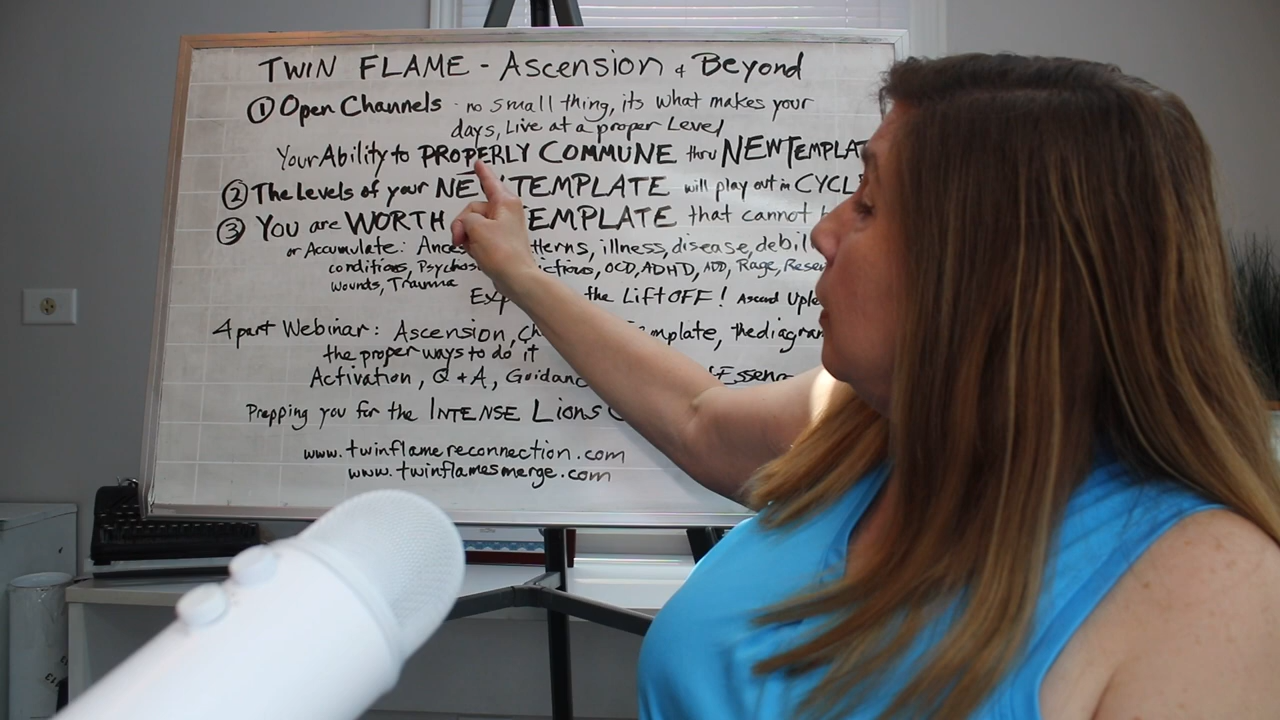 TWIN FLAME - Ascension & Beyond
① Open Channels - no small thing, its what makes your
days, Live at a proper Level
Your Ability to PROPERLY COMMUNE thru NEW
② The Levels of your TEMPLATE will play out in
③ You are WORTH that cannot
or Accumulate: illness, disease,
conditions, OCD, ADHD, ADD, Rage,
wounds, Trauma the LiftOFF! Ascend
4 part Webinar: Ascension, the
the proper ways to do it
Activation, Q & A,
Prepping you for the INTENSE Lions
www.twinflamereconnection.com
www.twinflamesmerge.com